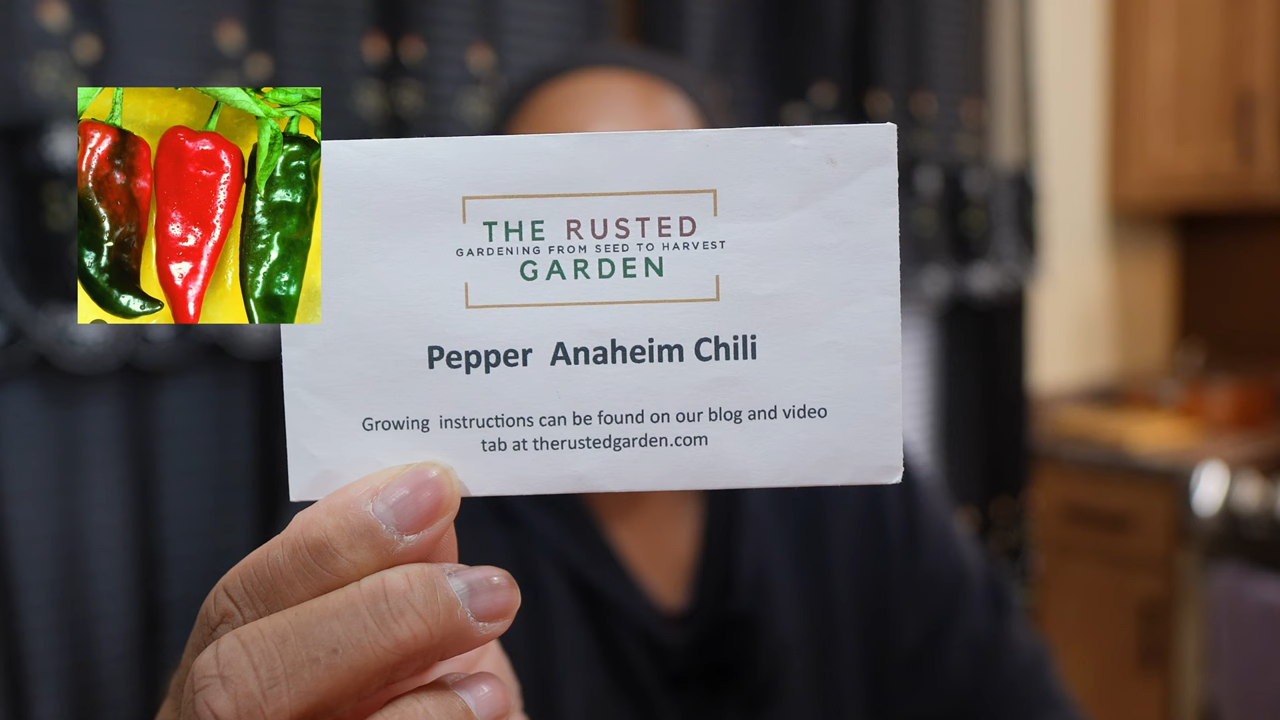 THE RUSTED
GARDENING FROM SEED TO HARVEST
GARDEN
Pepper Anaheim Chili
Growing instructions can be found on our blog and video
tab at therustedgarden.com